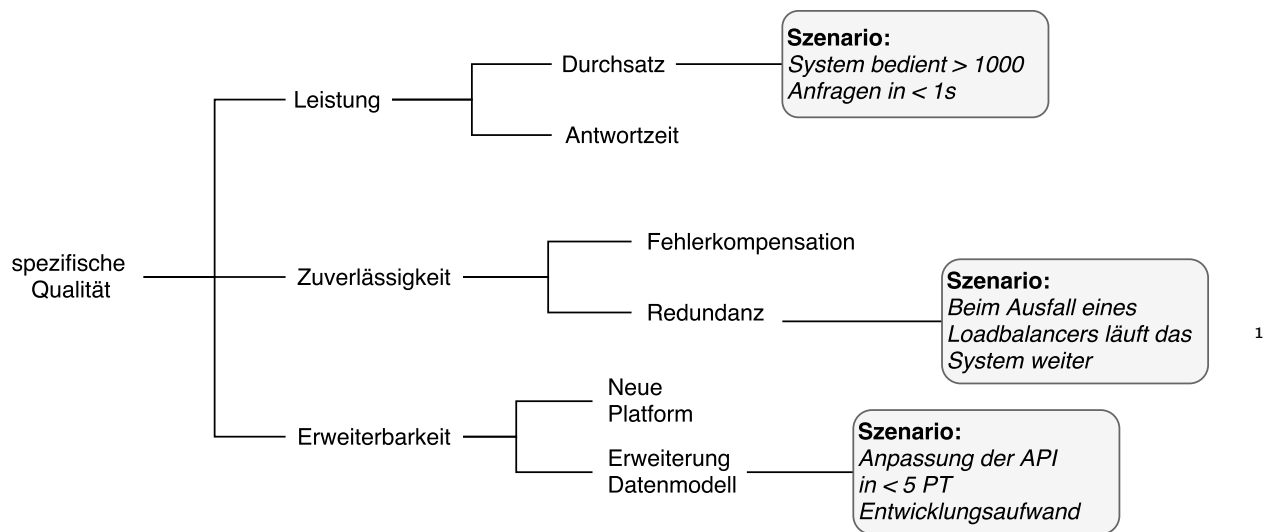 Szenario:
System bedient > 1000
Anfragen in < 1s
Durchsatz
Leistung
Antwortzeit
spezifische
Qualität
Zuverlässigkeit
Fehlerkompensation
Redundanz
Szenario:
Beim Ausfall eines
Loadbalancers läuft das
System weiter
1
Erweiterbarkeit
Neue
Platform
Erweiterung
Datenmodell
Szenario:
Anpassung der API
in < 5 PT
Entwicklungsaufwand